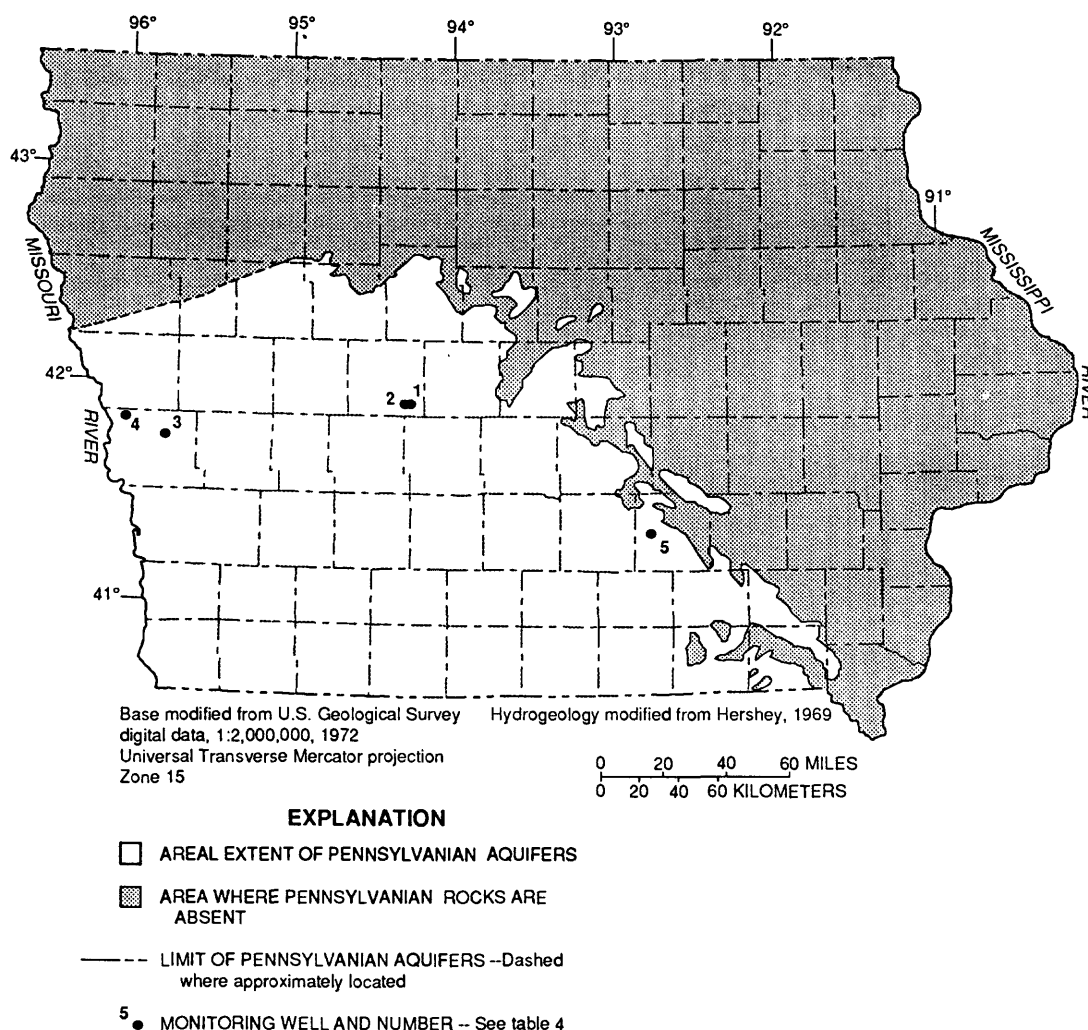 96° 95° 94° 93° 92°
43°
91°
MISSOURI
MISSISSIPPI
42°
RIVER
2 1
4 3
RIVER
5
41°
Base modified from U.S. Geological Survey
digital data, 1:2,000,000, 1972
Universal Transverse Mercator projection
Zone 15
Hydrogeology modified from Hershey, 1969
0 20 40 60 MILES
0 20 40 60 KILOMETERS
EXPLANATION
AREAL EXTENT OF PENNSYLVANIAN AQUIFERS
AREA WHERE PENNSYLVANIAN ROCKS ARE
ABSENT
LIMIT OF PENNSYLVANIAN AQUIFERS --Dashed
where approximately located
5 MONITORING WELL AND NUMBER -- See table 4